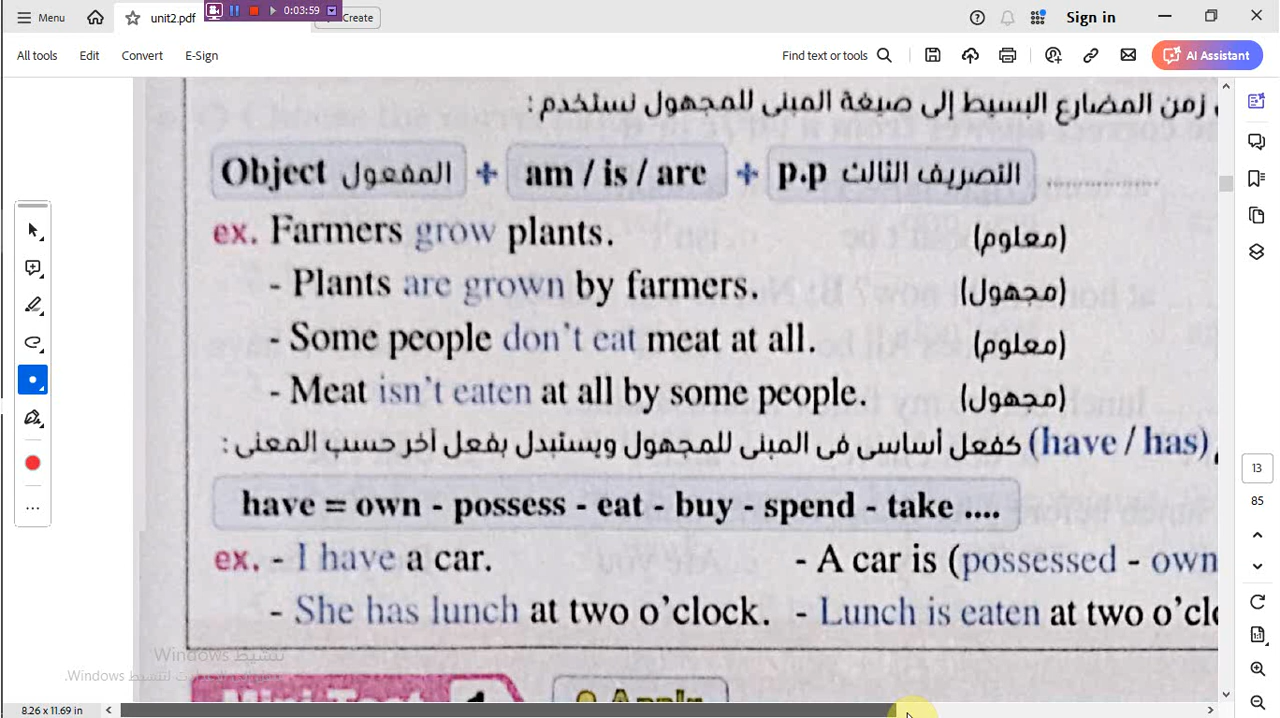 Menu unit2.pdf 0:03:59 Create Sign in
All tools Edit Convert E-Sign Find text or tools AI Assistant
زمن المضارع البسيط إلى صيغة المبنى للمجهول نستخدم :
Object المفعول + am / is / are + p.p التصريف الثالث
ex. Farmers grow plants. (معلوم)
- Plants are grown by farmers. (مجهول)
- Some people don't eat meat at all. (معلوم)
- Meat isn't eaten at all by some people. (مجهول)
(have / has) كفعل أساسى فى المبنى للمجهول ويستبدل بفعل آخر حسب المعنى :
have = own - possess - eat - buy - spend - take ....
ex. - I have a car. - A car is (possessed - own
- She has lunch at two o'clock. - Lunch is eaten at two o'clo
13
85
تنشيط Windows
لتنشيط Windows.
8.26 x 11.69 in